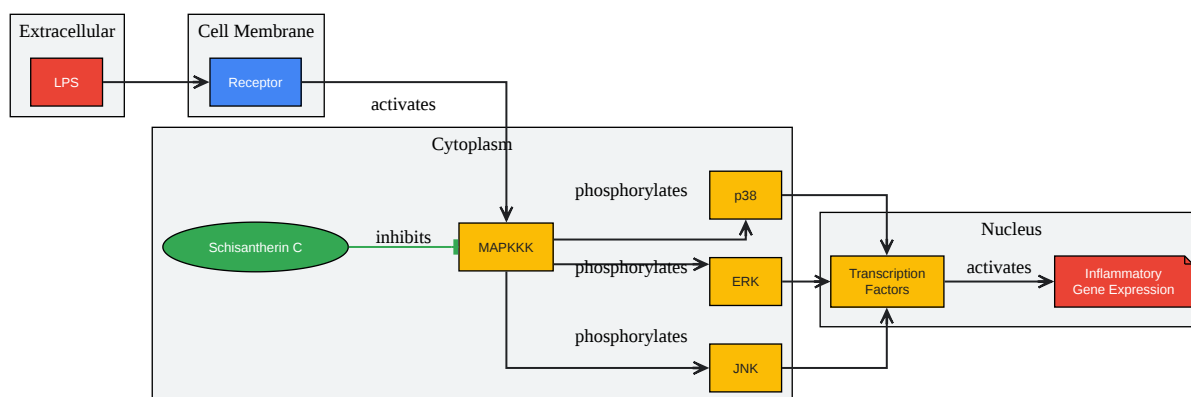 Extracellular
Cell Membrane
LPS
Receptor
activates
Cytoplasm
phosphorylates
p38
Schisantherin C
inhibits
MAPKKK
phosphorylates
ERK
Nucleus
Transcription
Factors
activates
Inflammatory
Gene Expression
phosphorylates
JNK